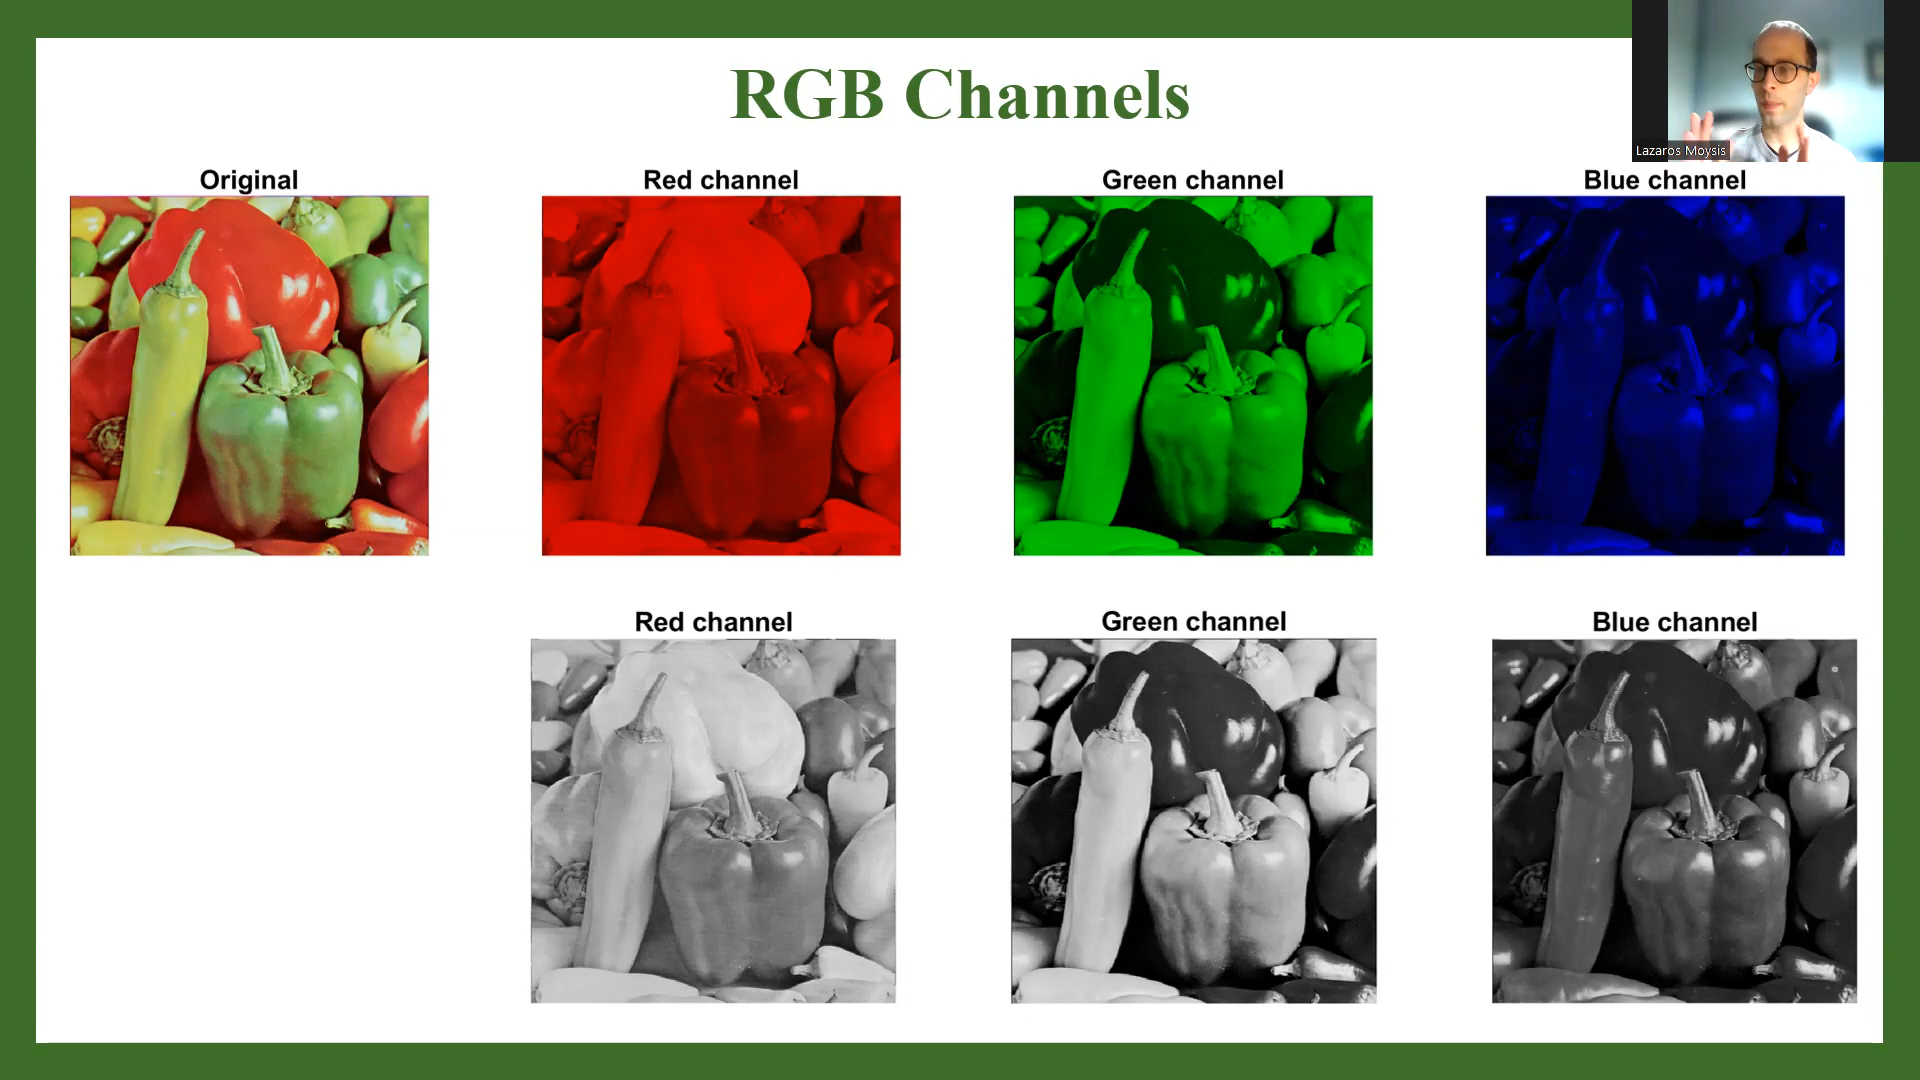 RGB Channels
Lazaros Moysis
Original
Red channel
Green channel
Blue channel
Red channel
Green channel
Blue channel